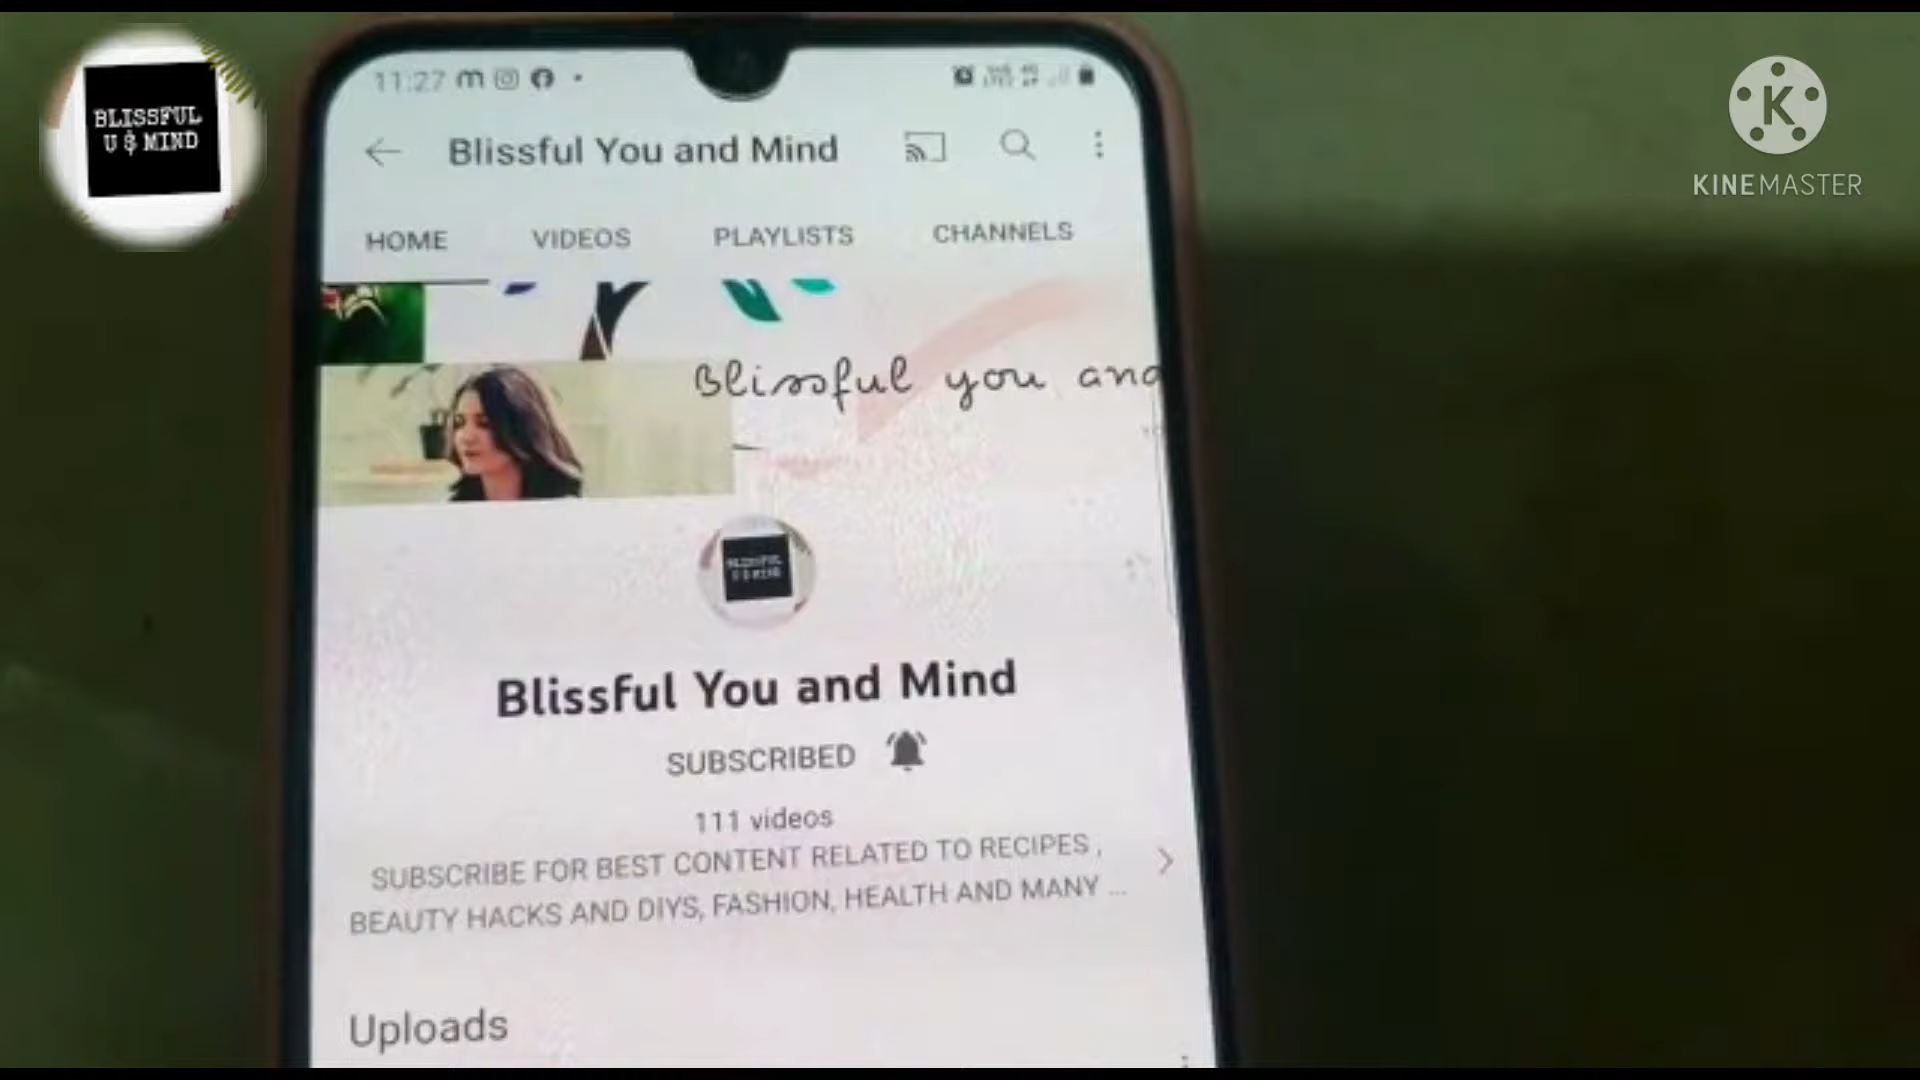 BLISSFUL
U $ MIND
KINEMASTER
11:27
Blissful You and Mind
HOME VIDEOS PLAYLISTS CHANNELS
Blissful you and
BLISSFUL
U $ MIND
Blissful You and Mind
SUBSCRIBED
111 videos
SUBSCRIBE FOR BEST CONTENT RELATED TO RECIPES ,
BEAUTY HACKS AND DIYS, FASHION, HEALTH AND MANY ...
Uploads